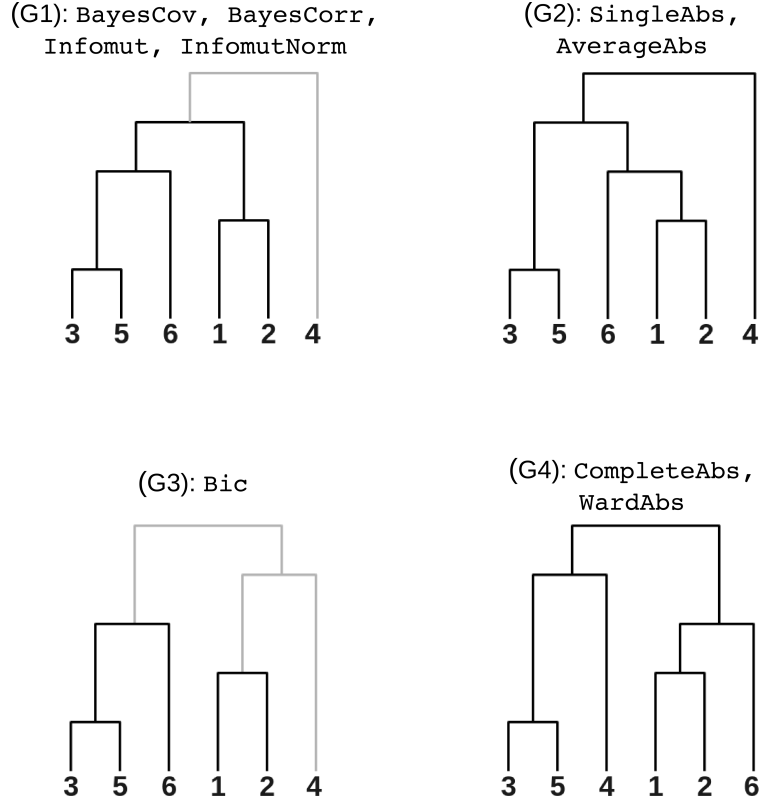 (G1): BayesCov, BayesCorr,
Infomut, InfomutNorm
3 5 6 1 2 4
(G2): SingleAbs,
AverageAbs
3 5 6 1 2 4
(G3): Bic
3 5 6 1 2 4
(G4): CompleteAbs,
WardAbs
3 5 4 1 2 6